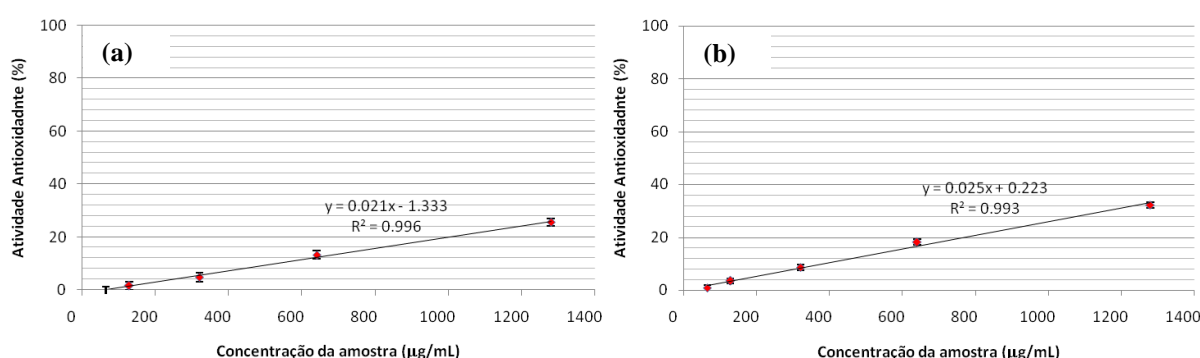 (a)
Atividade Antioxidadnte (%)
100
80
60
40
20
0
y = 0.021x - 1.333
R² = 0.996
0 200 400 600 800 1000 1200 1400
Concentração da amostra (µg/mL)
(b)
Atividade Antioxidadnte (%)
100
80
60
40
20
0
y = 0.025x + 0.223
R² = 0.993
0 200 400 600 800 1000 1200 1400
Concentração da amostra (µg/mL)